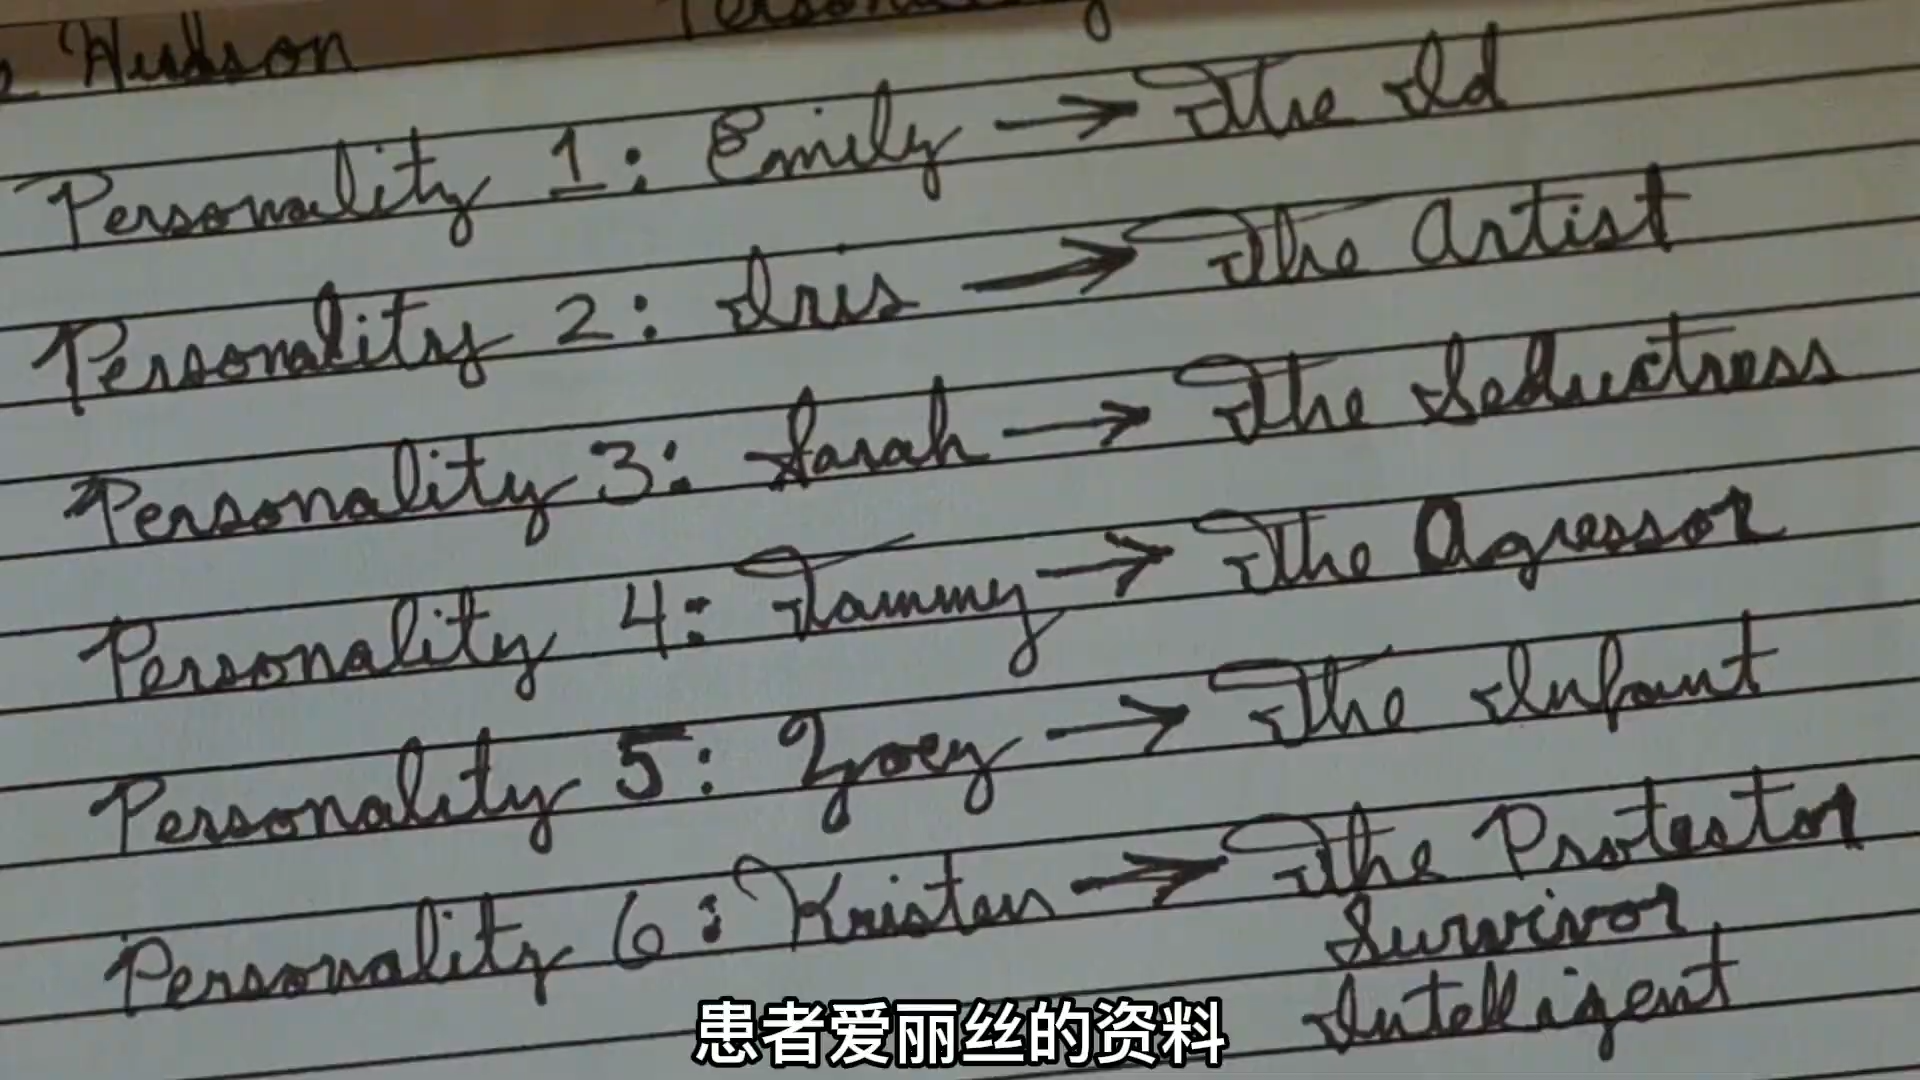 Hudson Personality
Personality 1: Emily → The Id
Personality 2: Iris → The Artist
Personality 3: Sarah → The Seductress
Personality 4: Tammy → The Agressor
Personality 5: Zoey → The Infant
Personality 6: Kristen → The Protector
Survivor
Intelligent
患者爱丽丝的资料